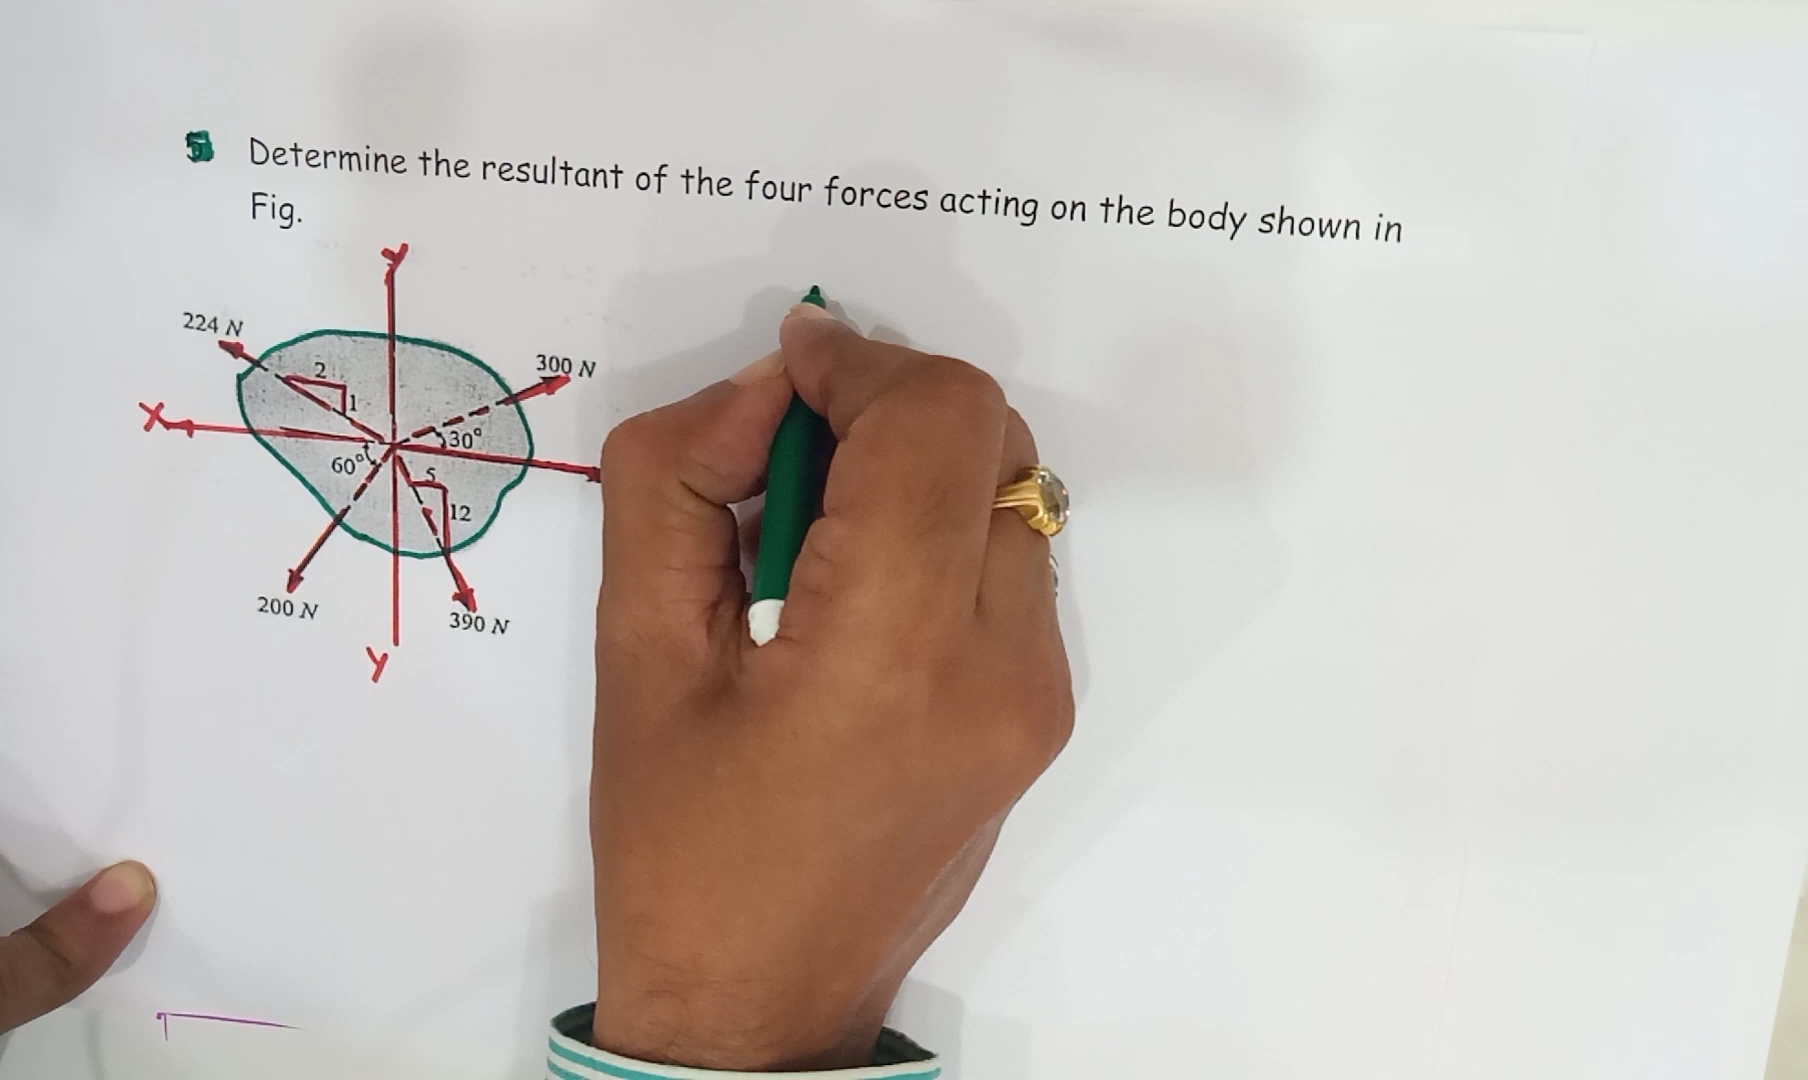 5 Determine the resultant of the four forces acting on the body shown in
Fig.
Y
224 N
300 N
2
1
X
30°
60°
5
12
200 N
390 N
Y